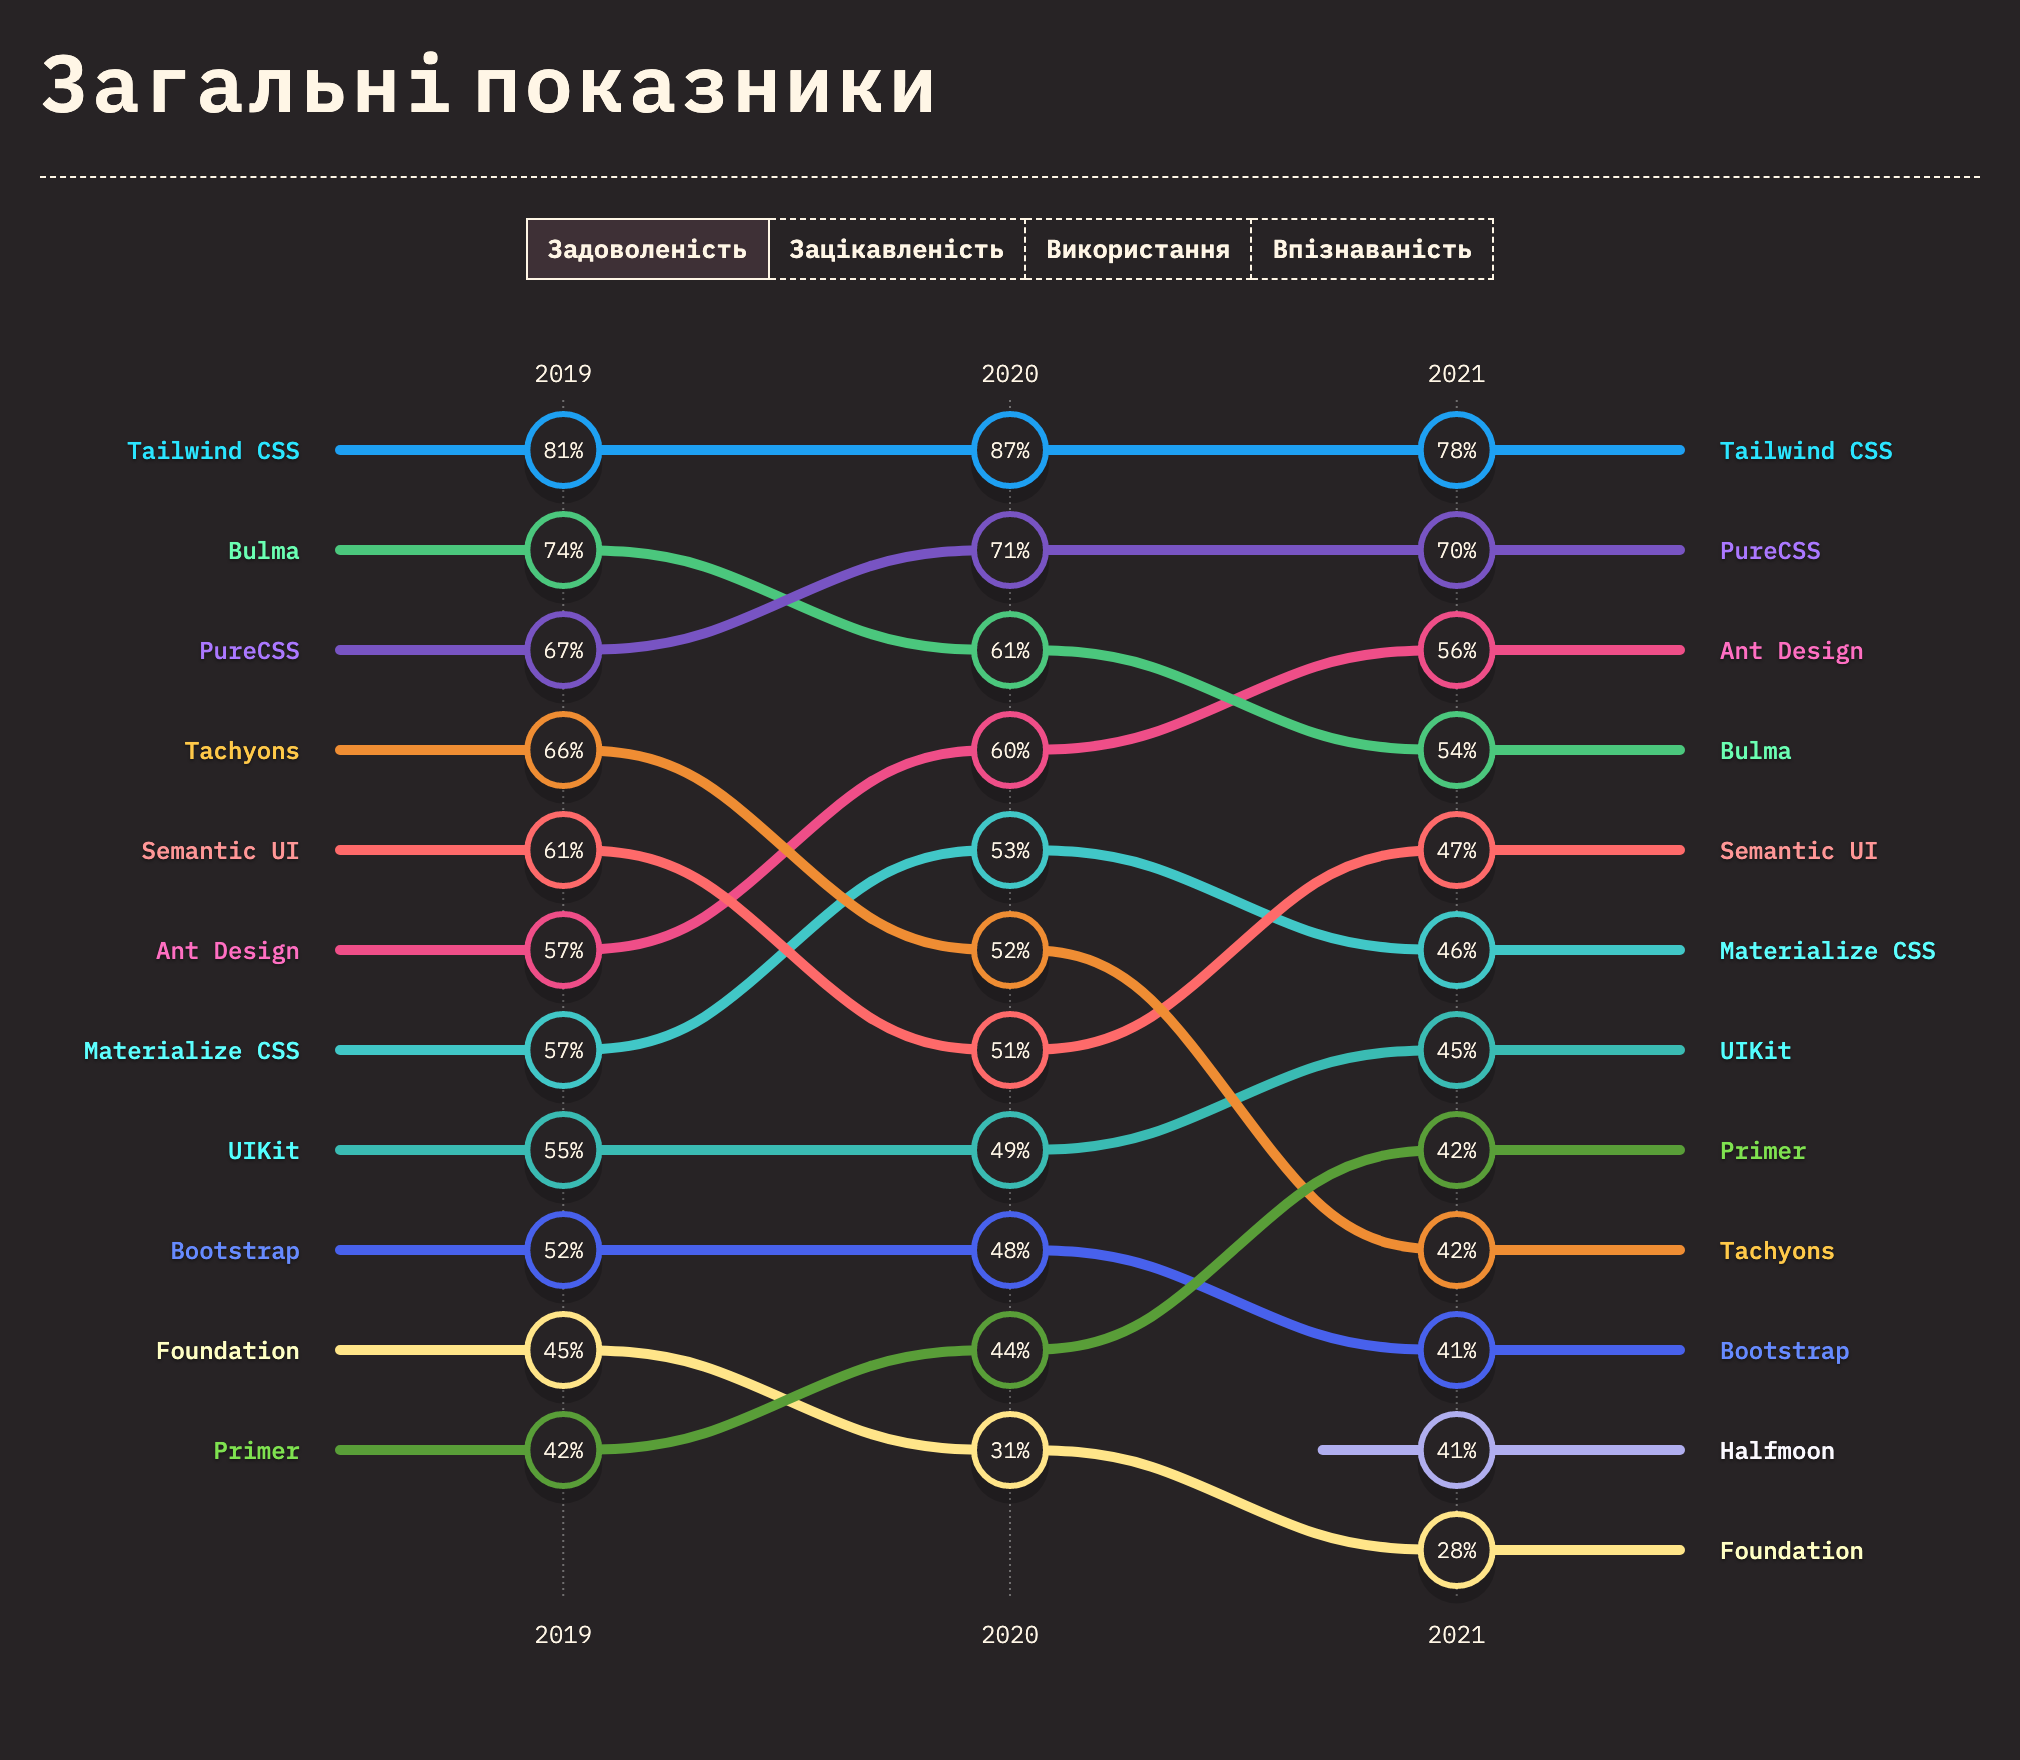 Загальні показники
Задоволеність Зацікавленість Використання Впізнаваність
2019 2020 2021
Tailwind CSS 81% 87% 78% Tailwind CSS
Bulma 74% 71% 70% PureCSS
PureCSS 67% 61% 56% Ant Design
Tachyons 66% 60% 54% Bulma
Semantic UI 61% 53% 47% Semantic UI
Ant Design 57% 52% 46% Materialize CSS
Materialize CSS 57% 51% 45% UIKit
UIKit 55% 49% 42% Primer
Bootstrap 52% 48% 42% Tachyons
Foundation 45% 44% 41% Bootstrap
Primer 42% 31% 41% Halfmoon
28% Foundation
2019 2020 2021